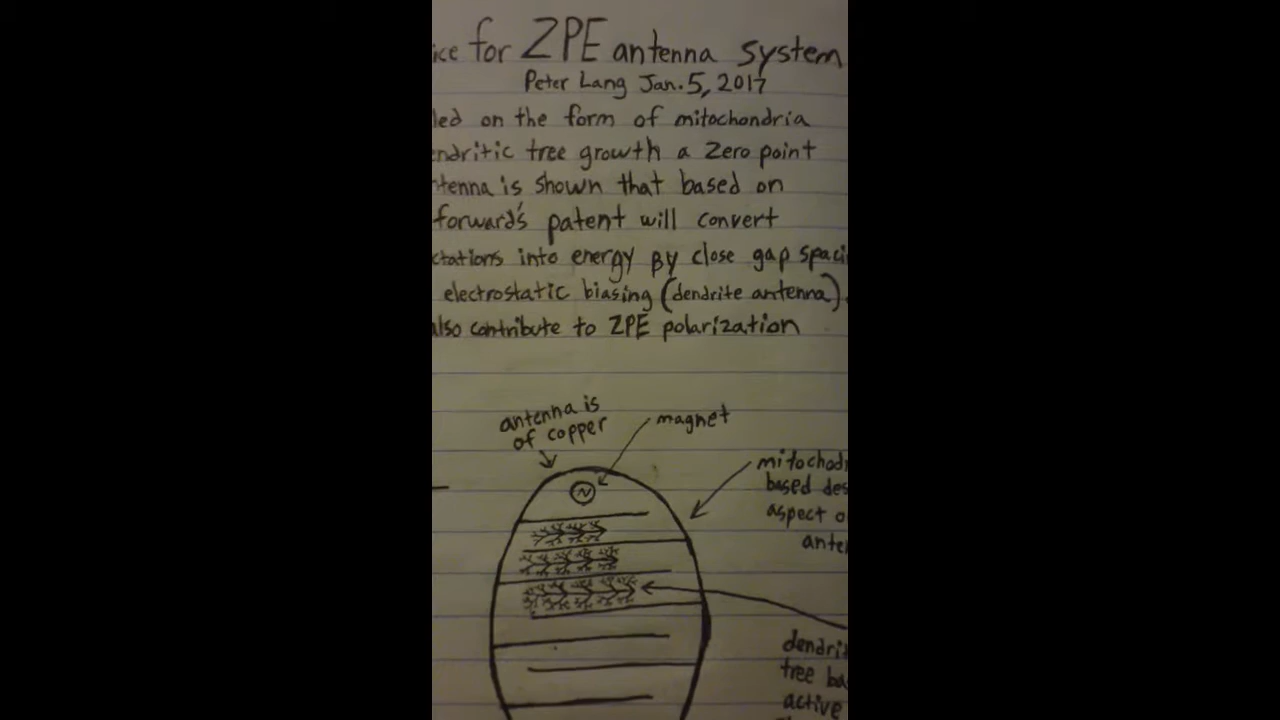 ice for ZPE antenna system
Peter Lang Jan. 5, 2017
led on the form of mitochondria
endritic tree growth a Zero point
ntenna is shown that based on
forward's patent will convert
ctations into energy by close gap spaci
electrostatic biasing (dendrite antenna).
also contribute to ZPE polarization
antenna is
of copper
magnet
N
mitochod
based des
aspect o
ante
dendri
tree ba
active